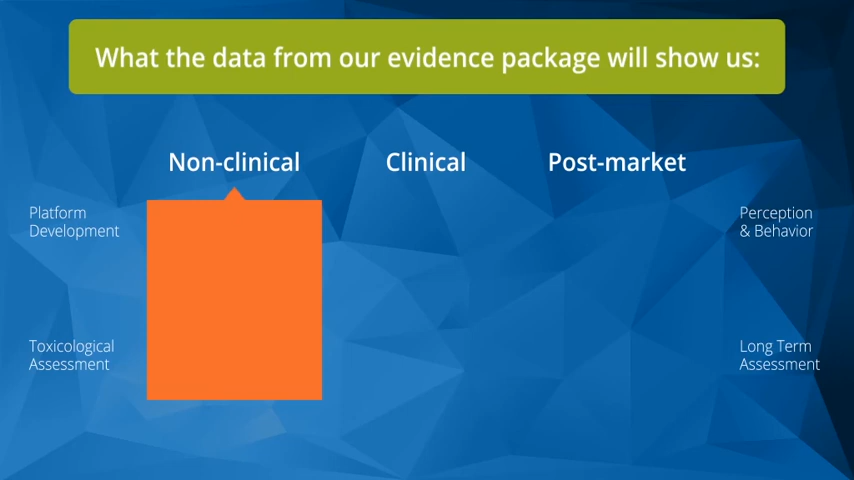 What the data from our evidence package will show us:
Non-clinical
Clinical
Post-market
Platform
Development
Perception
& Behavior
Toxicological
Assessment
Long Term
Assessment